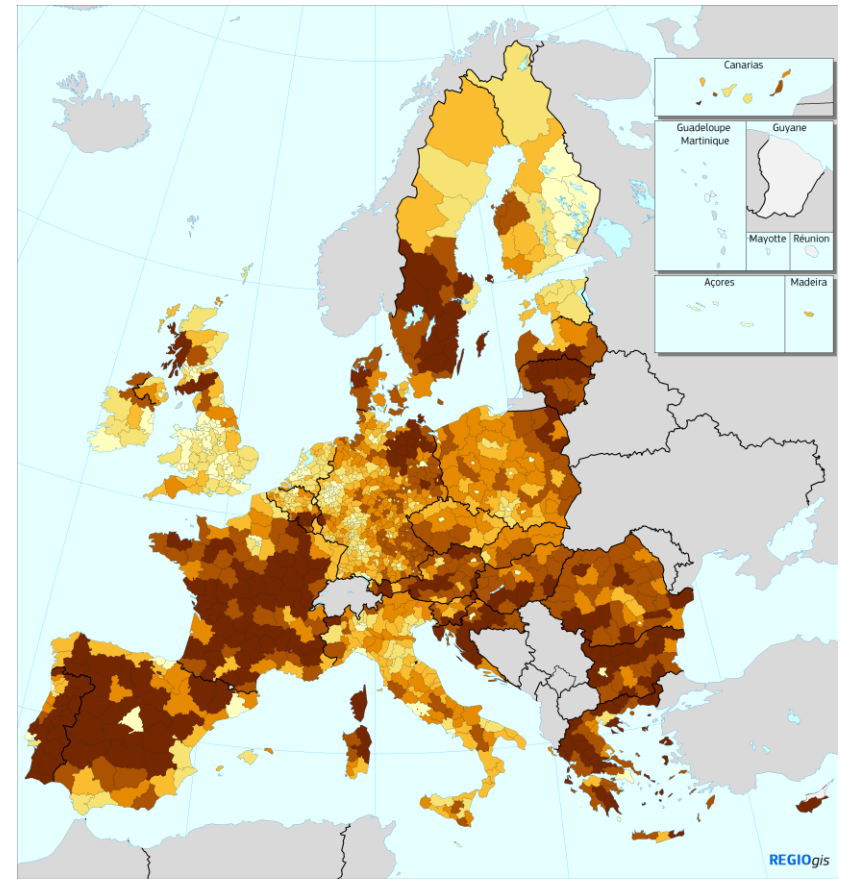 Canarias
Guadeloupe
Martinique
Guyane
Mayotte
Réunion
Açores
Madeira
REGIOgis